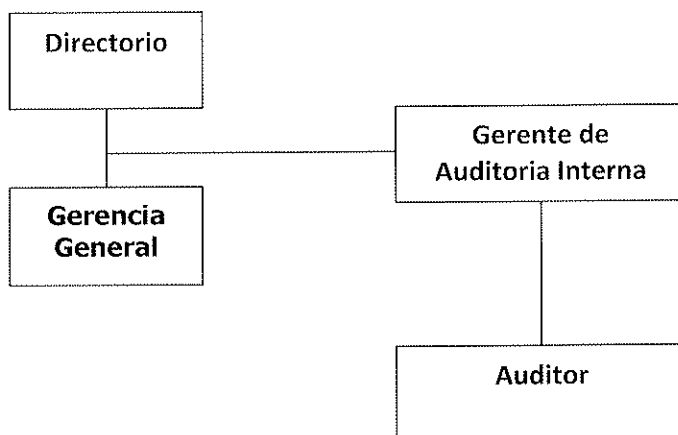 Directorio
Gerente de
Auditoria Interna
Gerencia
General
Auditor